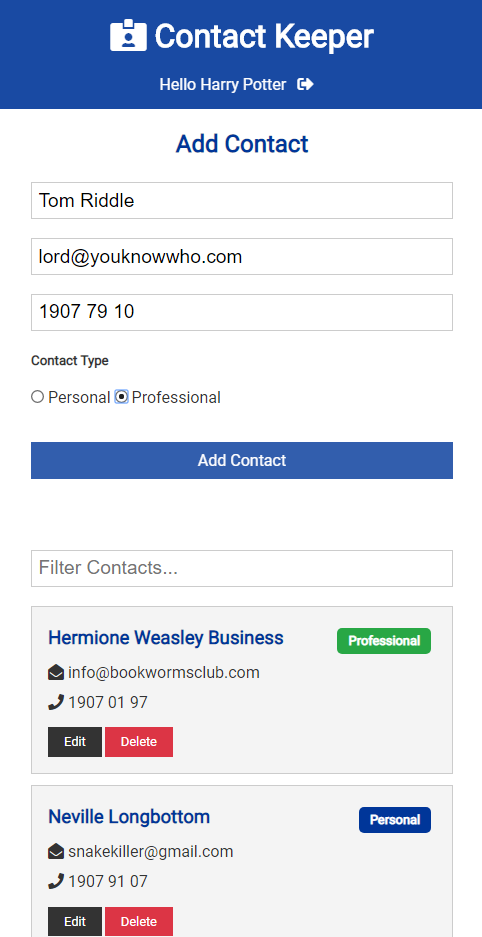 Contact Keeper
Hello Harry Potter
Add Contact
Tom Riddle
lord@youknowwho.com
1907 79 10
Contact Type
Personal Professional
Add Contact
Filter Contacts...
Hermione Weasley Business Professional
info@bookwormsclub.com
1907 01 97
Edit Delete
Neville Longbottom Personal
snakekiller@gmail.com
1907 91 07
Edit Delete